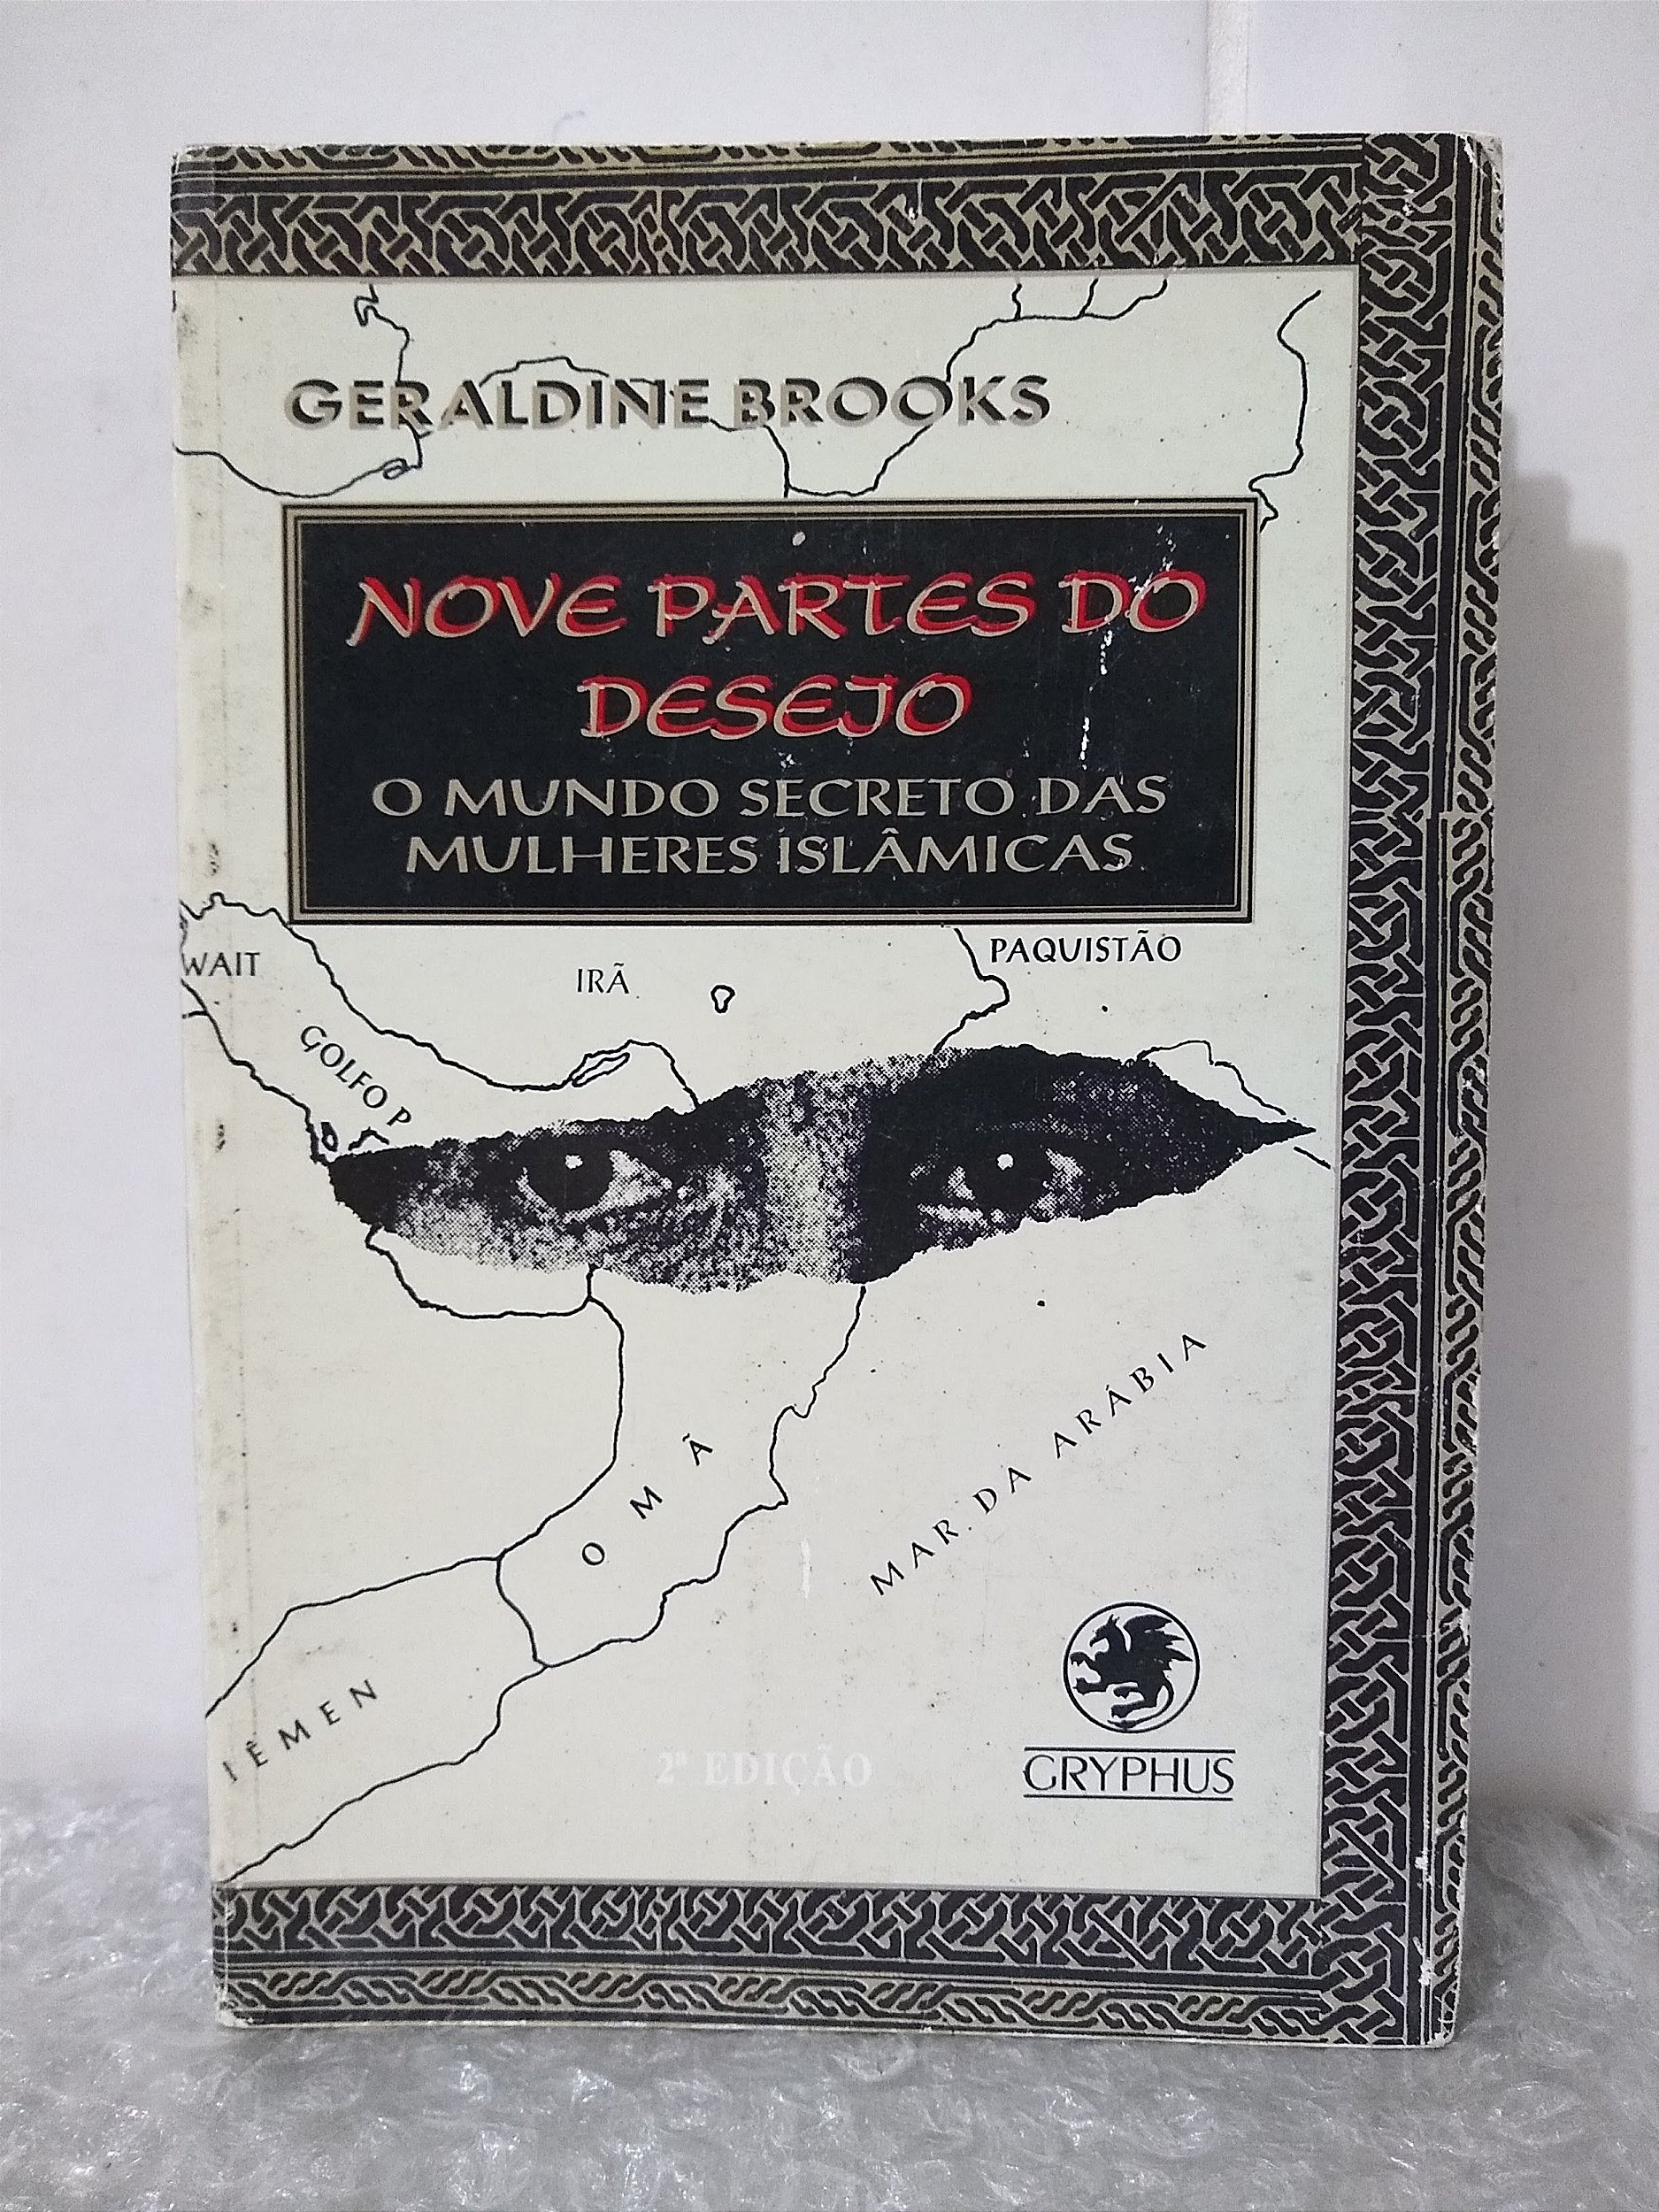 GERALDINE BROOKS
NOVE PARTES DO
DESEJO
O MUNDO SECRETO DAS
MULHERES ISLÂMICAS
WAIT
IRÃ
PAQUISTÃO
GOLFO P
OMÃ
MAR DA ARÁBIA
IÊMEN
2ª EDIÇÃO
GRYPHUS